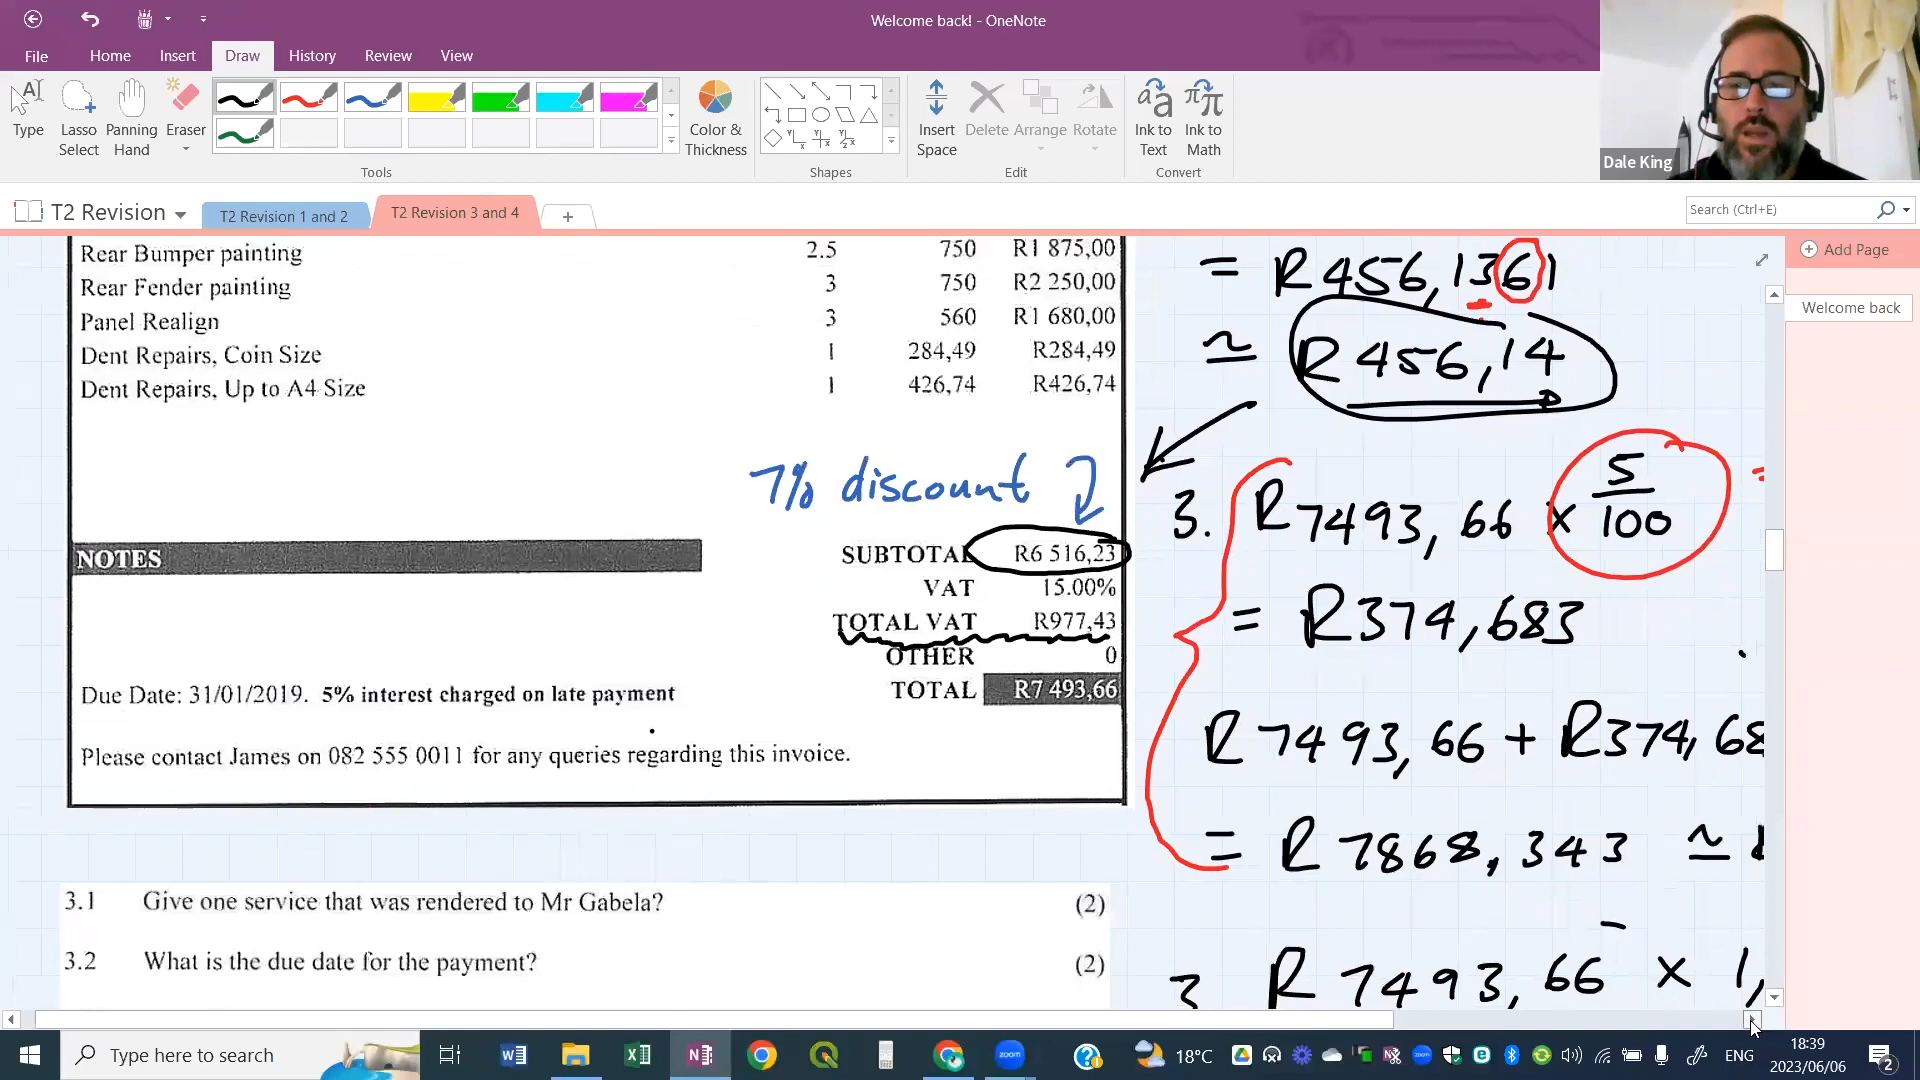 Welcome back! - OneNote
File Home Insert Draw History Review View
Type
Lasso Select
Panning Hand
Eraser
Color & Thickness
Insert Space
Delete
Arrange
Rotate
Ink to Text
Ink to Math
Tools
Shapes
Edit
Convert
Dale King
T2 Revision
T2 Revision 1 and 2
T2 Revision 3 and 4
Search (Ctrl+E)
Add Page
Welcome back
Rear Bumper painting 2.5 750 R1 875,00
Rear Fender painting 3 750 R2 250,00
Panel Realign 3 560 R1 680,00
Dent Repairs, Coin Size 1 284,49 R284,49
Dent Repairs, Up to A4 Size 1 426,74 R426,74
7% discount
NOTES
SUBTOTAL R6 516,23
VAT 15.00%
TOTAL VAT R977,43
OTHER 0
TOTAL R7 493,66
Due Date: 31/01/2019. 5% interest charged on late payment
Please contact James on 082 555 0011 for any queries regarding this invoice.
3.1 Give one service that was rendered to Mr Gabela? (2)
3.2 What is the due date for the payment? (2)
= R456,1361
≃ R456,14
3. R7493,66 × 5/100
= R374,683
R7493,66 + R374,68
= R7868,343 ≃
3 R7493,66 × 1,
Type here to search
18°C
ENG
18:39
2023/06/06
2